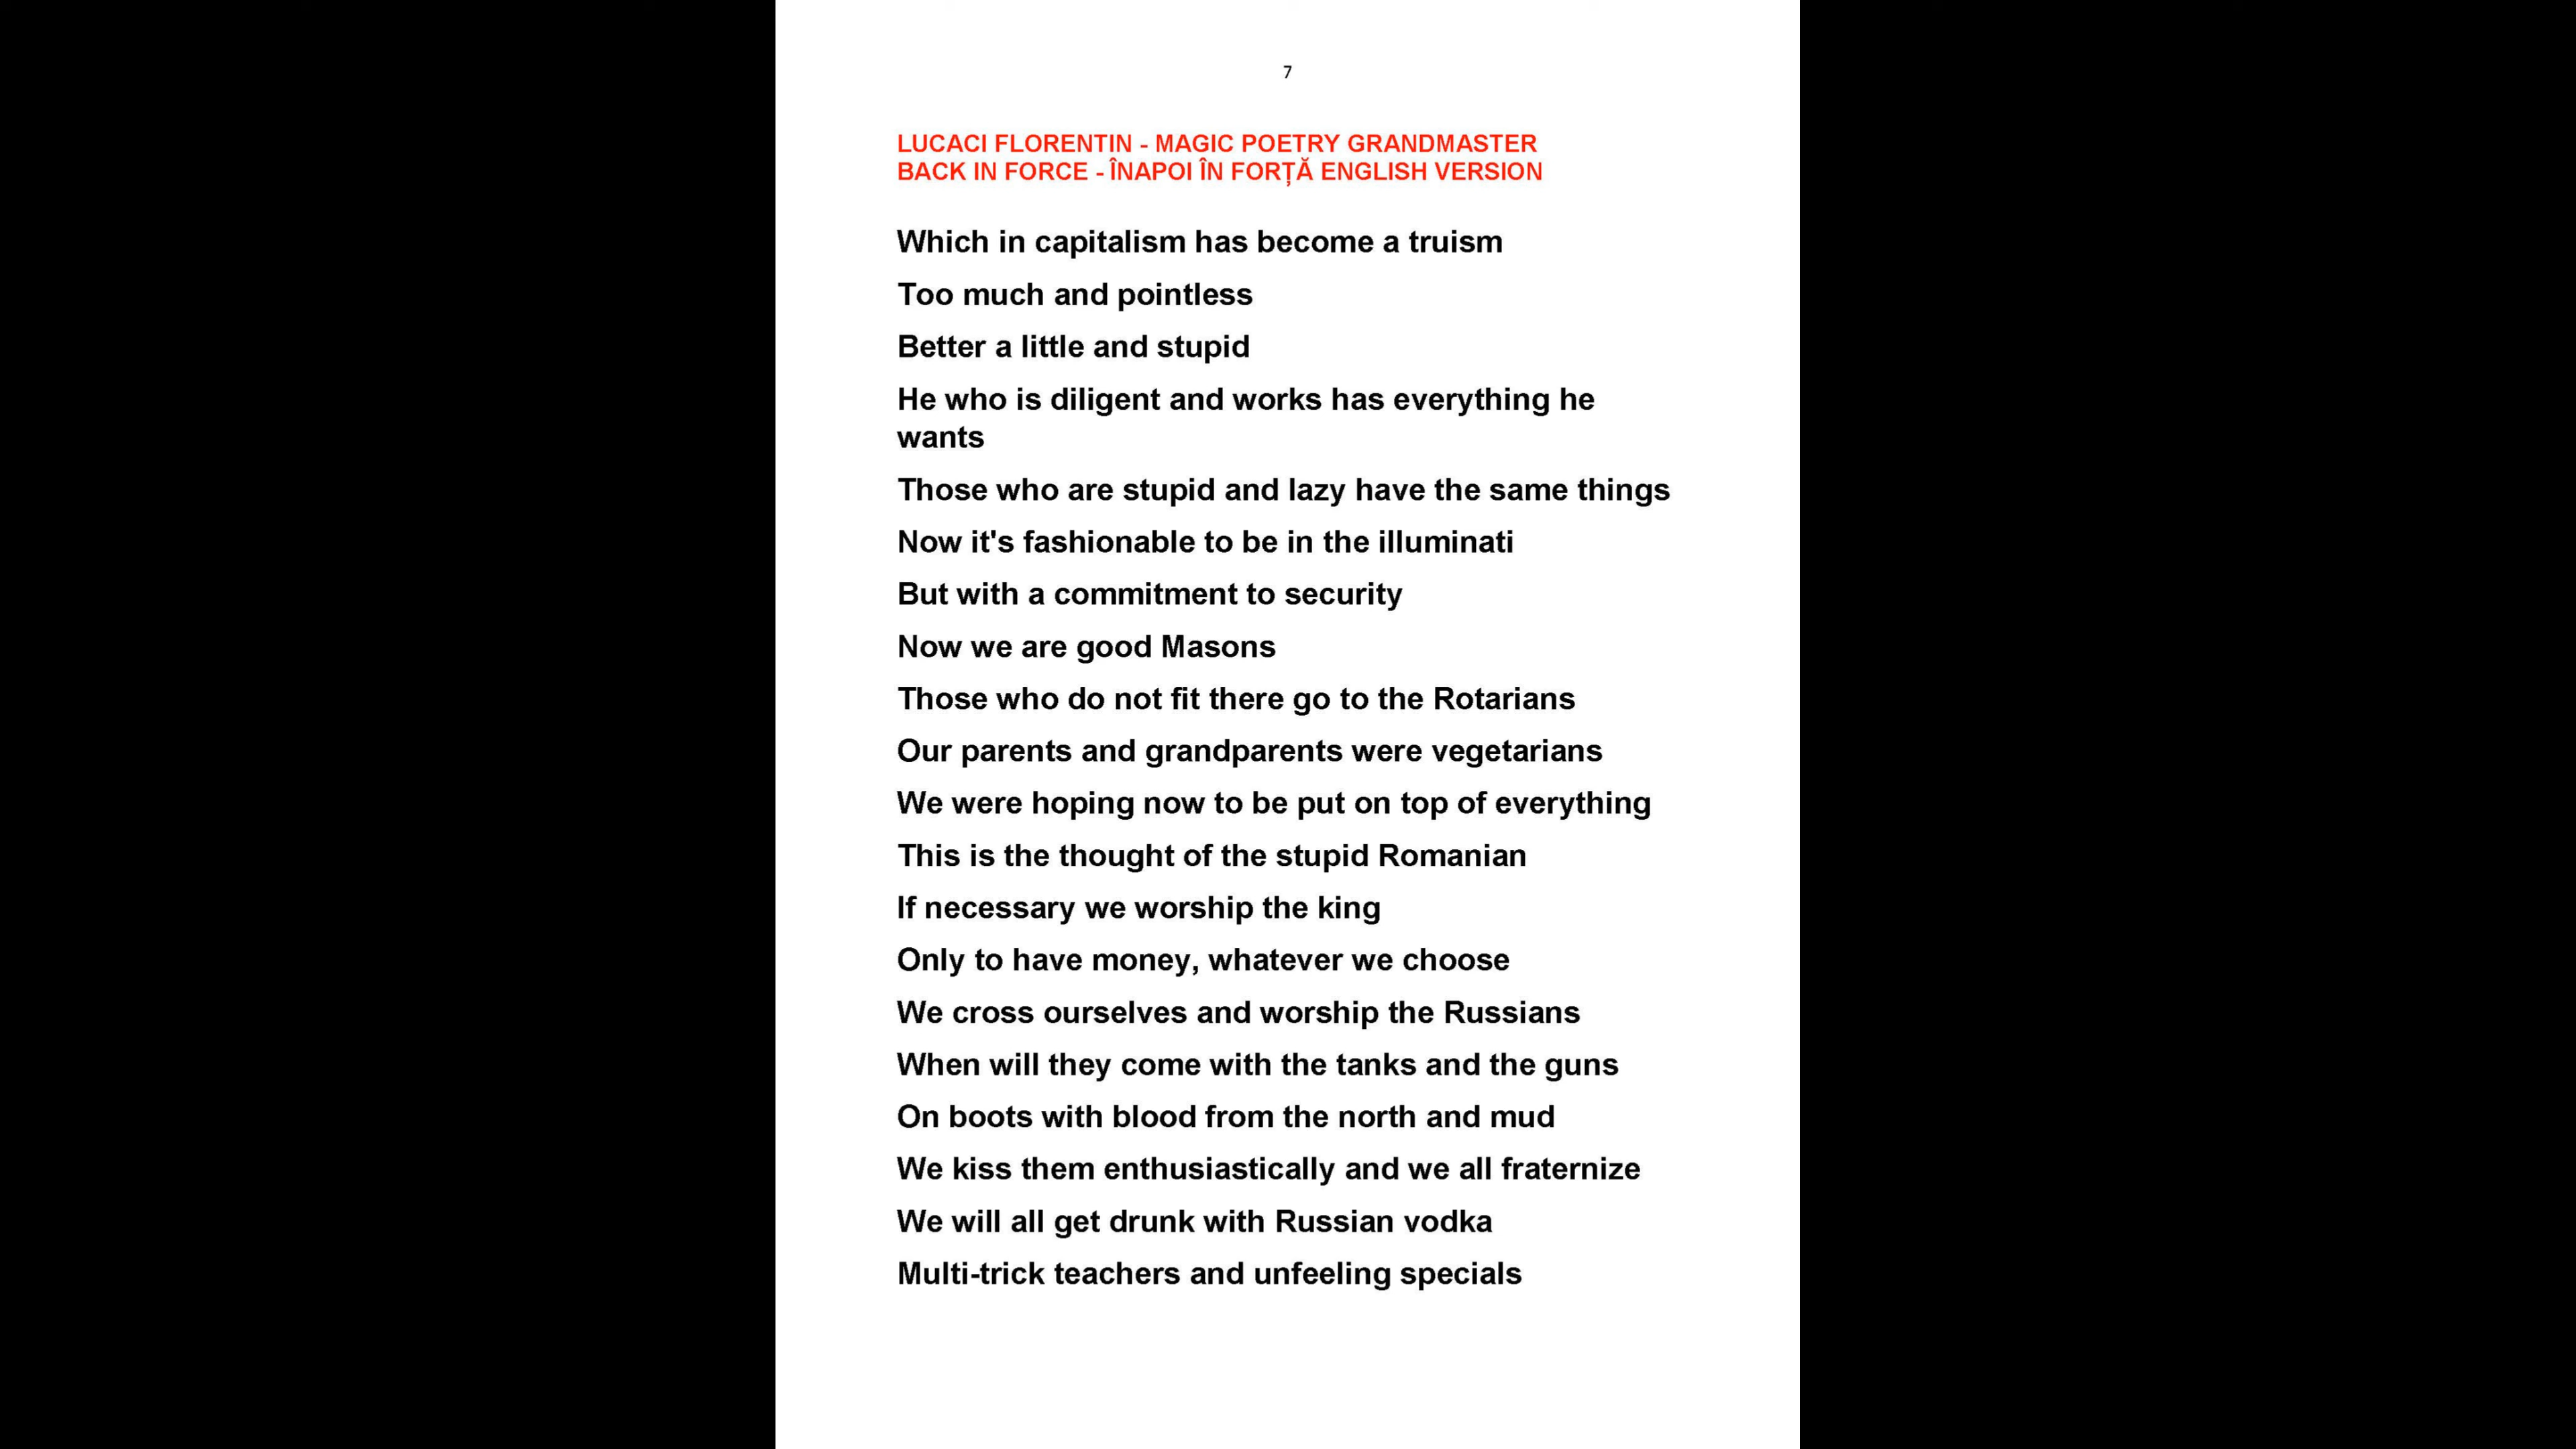 7
LUCACI FLORENTIN - MAGIC POETRY GRANDMASTER
BACK IN FORCE - ÎNAPOI ÎN FORȚĂ ENGLISH VERSION
Which in capitalism has become a truism
Too much and pointless
Better a little and stupid
He who is diligent and works has everything he
wants
Those who are stupid and lazy have the same things
Now it's fashionable to be in the illuminati
But with a commitment to security
Now we are good Masons
Those who do not fit there go to the Rotarians
Our parents and grandparents were vegetarians
We were hoping now to be put on top of everything
This is the thought of the stupid Romanian
If necessary we worship the king
Only to have money, whatever we choose
We cross ourselves and worship the Russians
When will they come with the tanks and the guns
On boots with blood from the north and mud
We kiss them enthusiastically and we all fraternize
We will all get drunk with Russian vodka
Multi-trick teachers and unfeeling specials